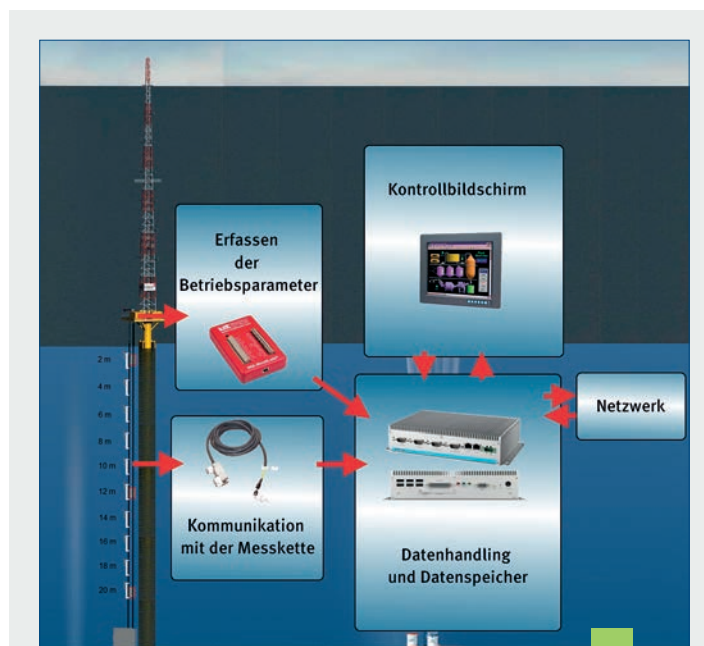 Kontrollbildschirm
Erfassen
der
Betriebsparameter
2 m
4 m
6 m
8 m
10 m
12 m
14 m
16 m
18 m
20 m
Netzwerk
Kommunikation
mit der Messkette
Datenhandling
und Datenspeicher